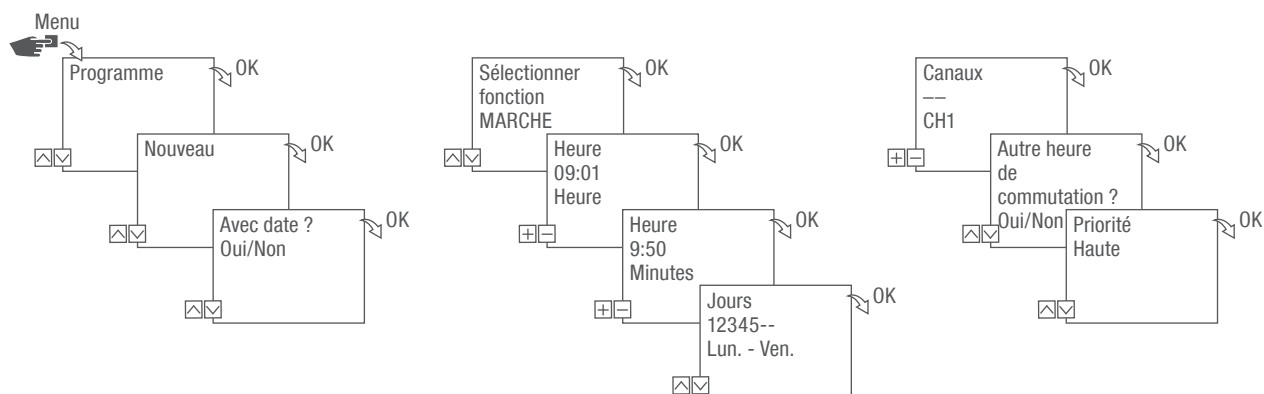 Menu
Programme
OK
Nouveau
OK
Avec date ?
Oui/Non
OK
Sélectionner
fonction
MARCHE
OK
Heure
09:01
Heure
OK
Heure
9:50
Minutes
OK
Jours
12345--
Lun. - Ven.
OK
Canaux
––
CH1
OK
Autre heure
de
commutation ?
Oui/Non
OK
Priorité
Haute
OK